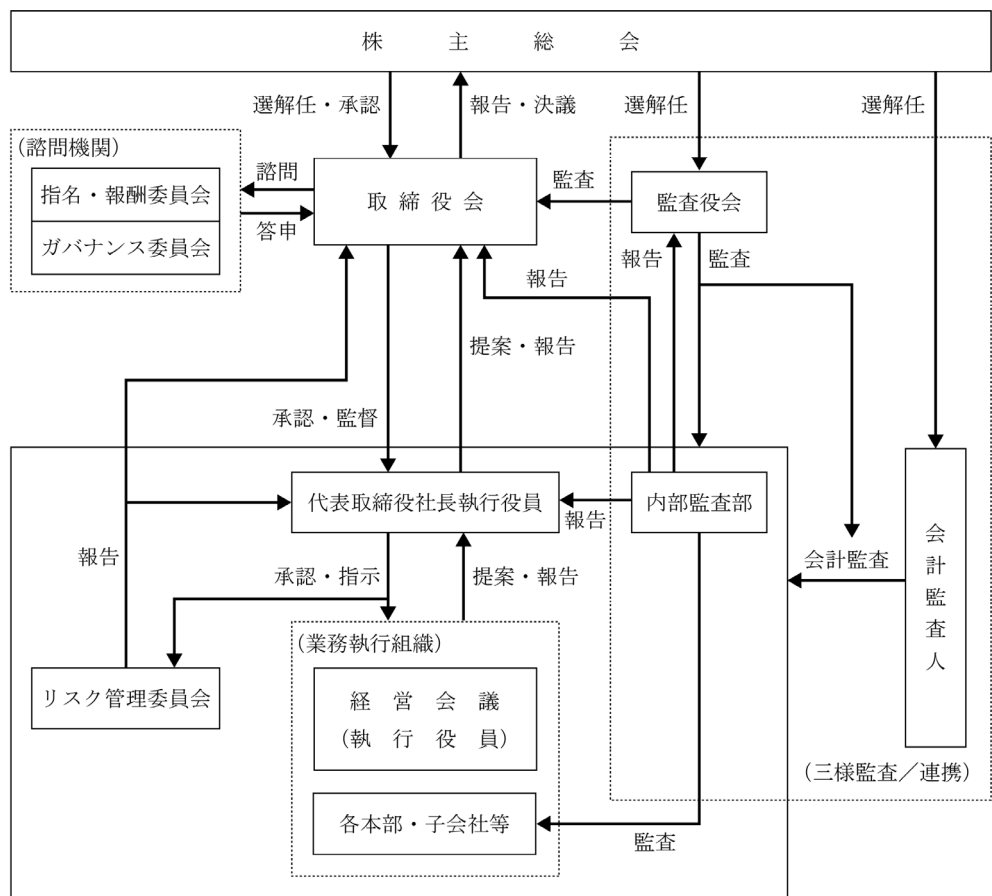 株主総会
選解任・承認
報告・決議
選解任
選解任
(諮問機関)
指名・報酬委員会
ガバナンス委員会
諮問
答申
取締役会
監査
監査役会
報告
監査
報告
提案・報告
承認・監督
代表取締役社長執行役員
報告
内部監査部
報告
承認・指示
提案・報告
会計監査
会計監査人
リスク管理委員会
(業務執行組織)
経営会議
(執行役員)
各本部・子会社等
監査
(三様監査／連携)